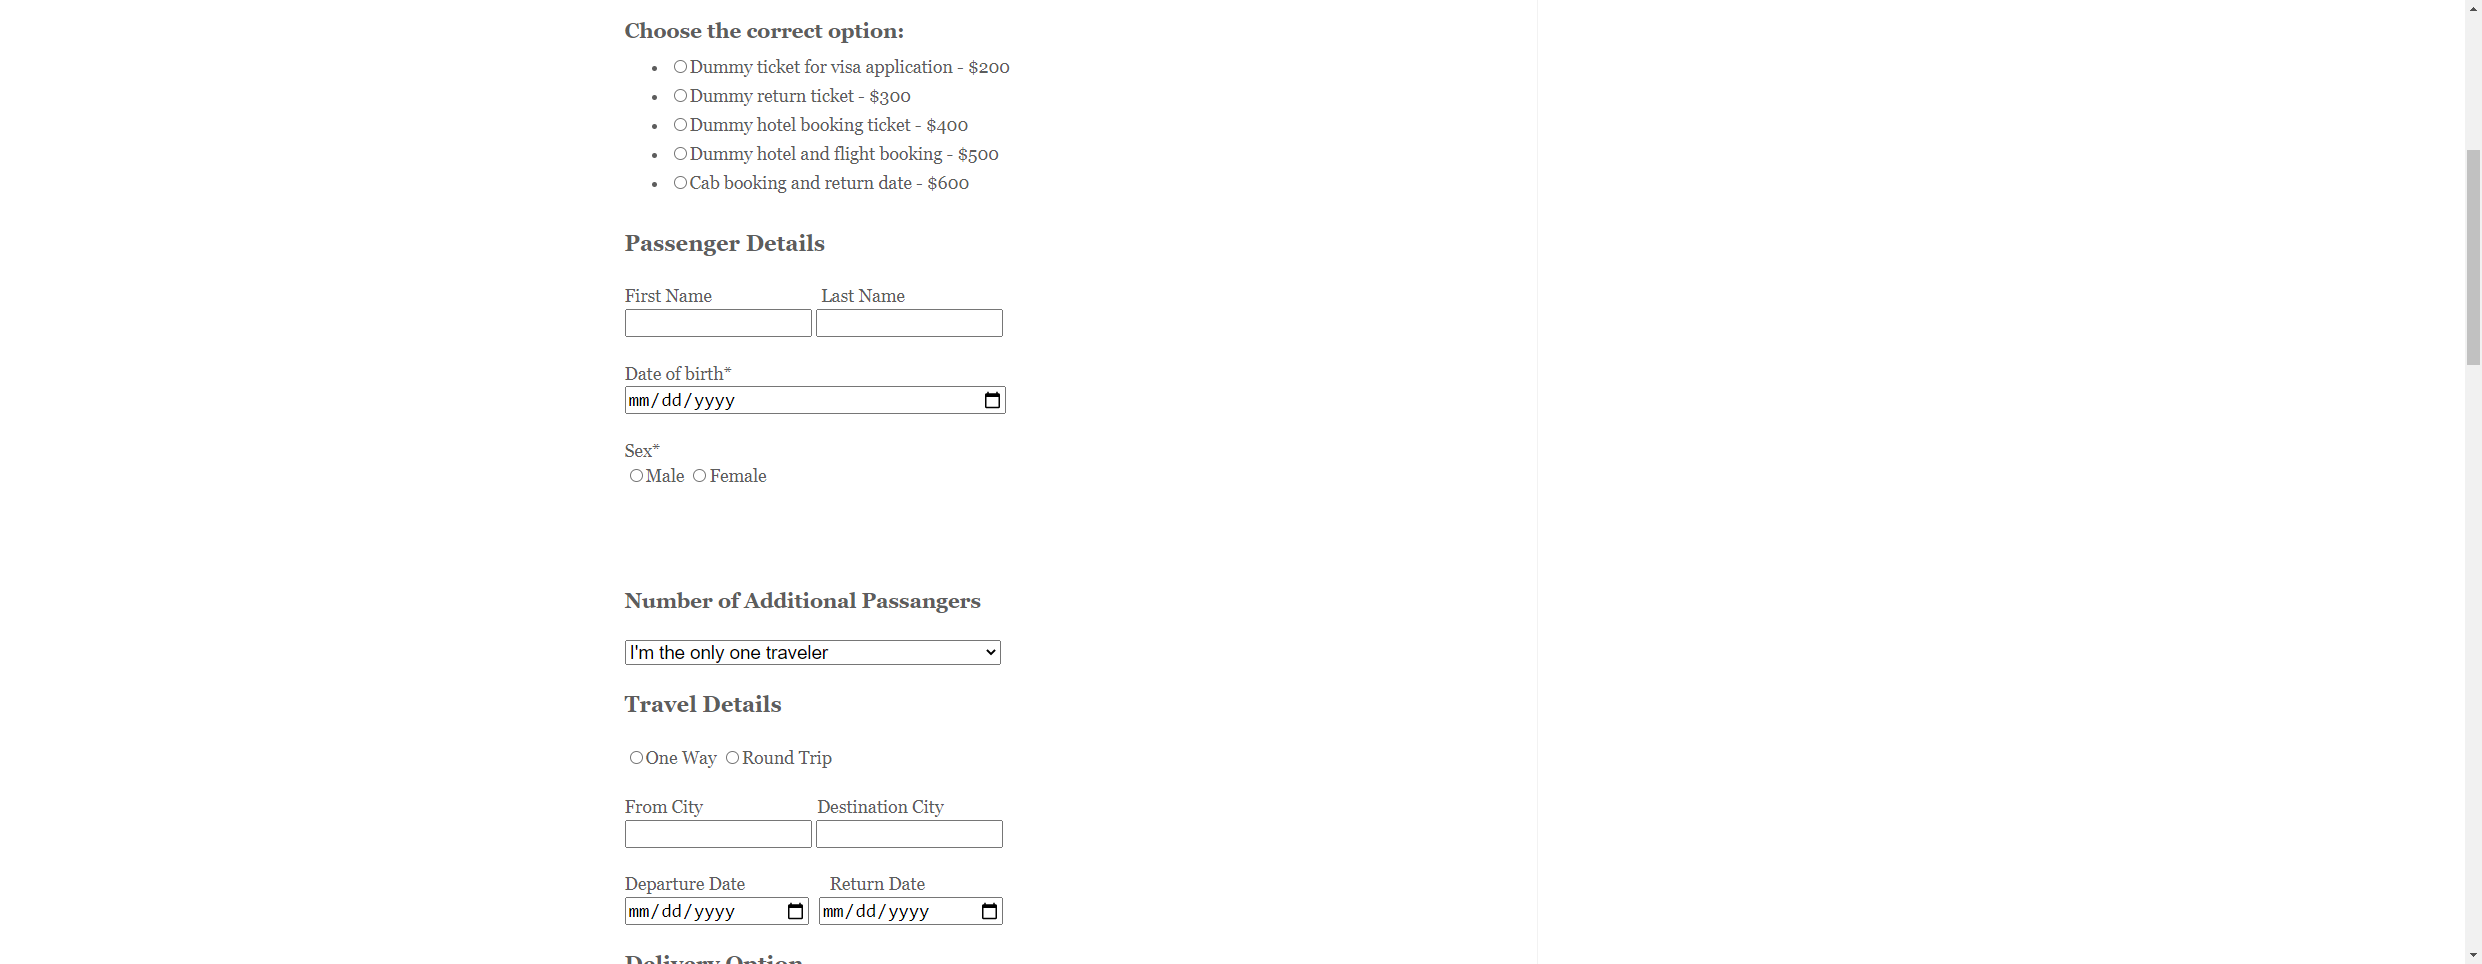 Choose the correct option:
Dummy ticket for visa application - $200
Dummy return ticket - $300
Dummy hotel booking ticket - $400
Dummy hotel and flight booking - $500
Cab booking and return date - $600
Passenger Details
First Name Last Name
Date of birth*
mm/dd/yyyy
Sex*
Male Female
Number of Additional Passangers
I'm the only one traveler
Travel Details
One Way Round Trip
From City Destination City
Departure Date Return Date
mm/dd/yyyy mm/dd/yyyy
Delivery Option